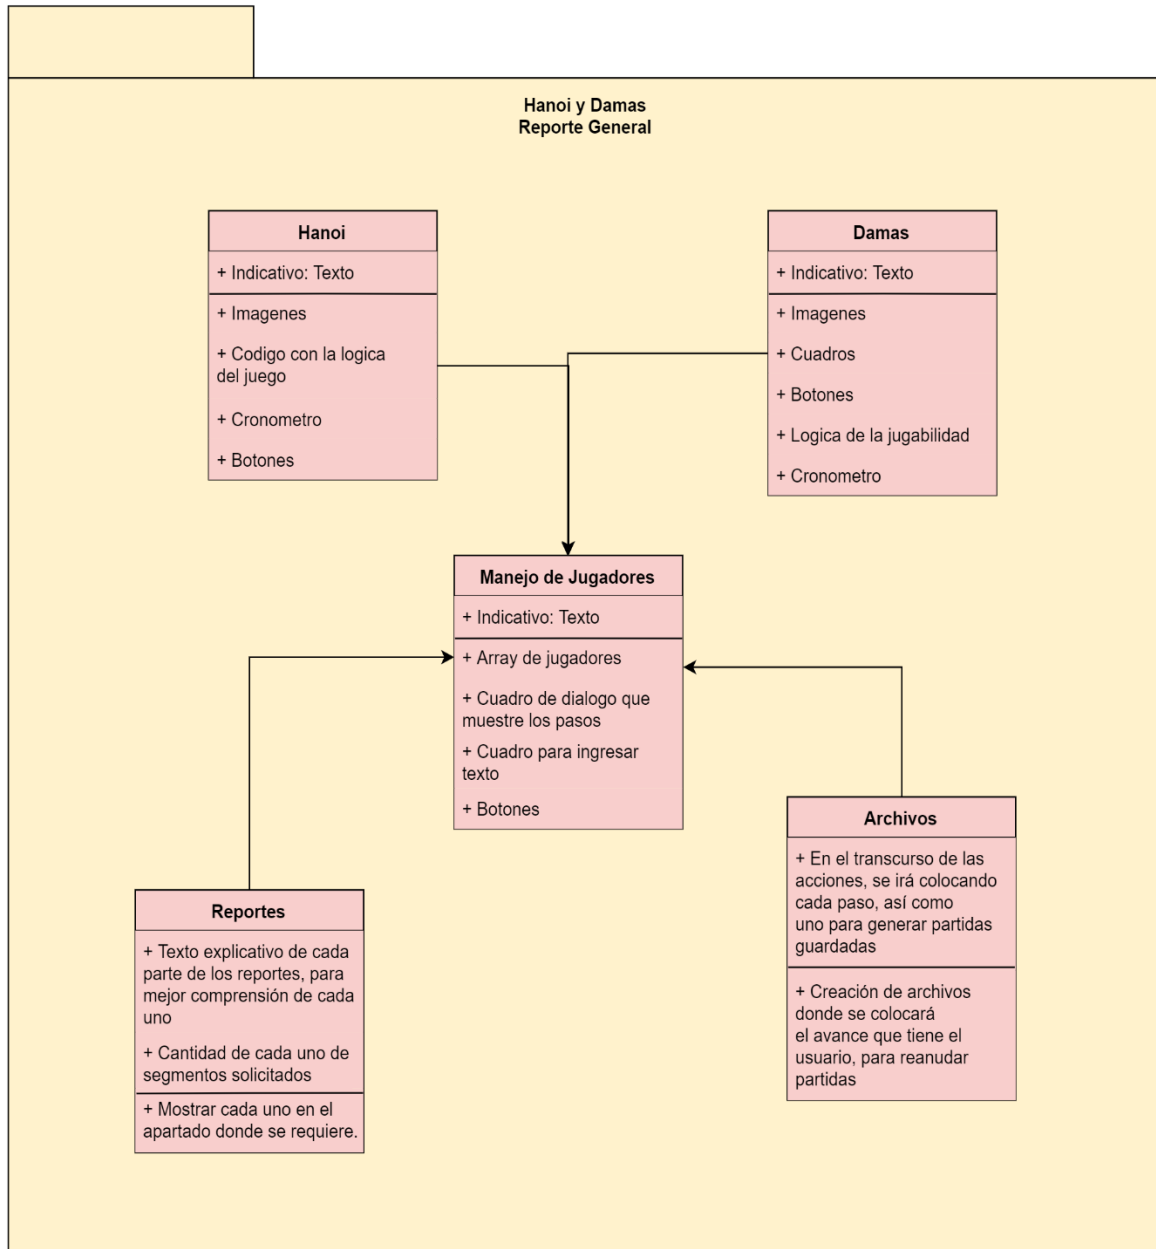 Hanoi y Damas
Reporte General
Hanoi
+ Indicativo: Texto
+ Imagenes
+ Codigo con la logica
del juego
+ Cronometro
+ Botones
Damas
+ Indicativo: Texto
+ Imagenes
+ Cuadros
+ Botones
+ Logica de la jugabilidad
+ Cronometro
Manejo de Jugadores
+ Indicativo: Texto
+ Array de jugadores
+ Cuadro de dialogo que
muestre los pasos
+ Cuadro para ingresar
texto
+ Botones
Reportes
+ Texto explicativo de cada
parte de los reportes, para
mejor comprensión de cada
uno
+ Cantidad de cada uno de
segmentos solicitados
+ Mostrar cada uno en el
apartado donde se requiere.
Archivos
+ En el transcurso de las
acciones, se irá colocando
cada paso, así como
uno para generar partidas
guardadas
+ Creación de archivos
donde se colocará
el avance que tiene el
usuario, para reanudar
partidas